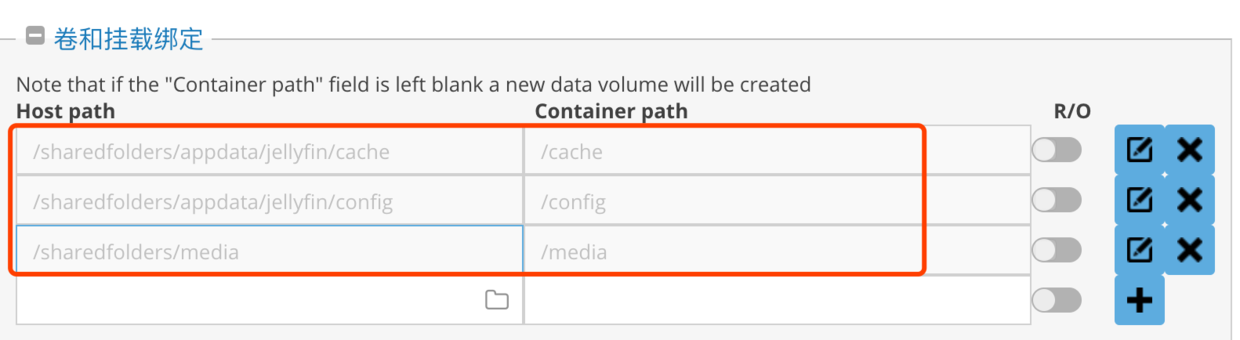 卷和挂载绑定
Note that if the "Container path" field is left blank a new data volume will be created
Host path Container path R/O
/sharedfolders/appdata/jellyfin/cache /cache
/sharedfolders/appdata/jellyfin/config /config
/sharedfolders/media /media